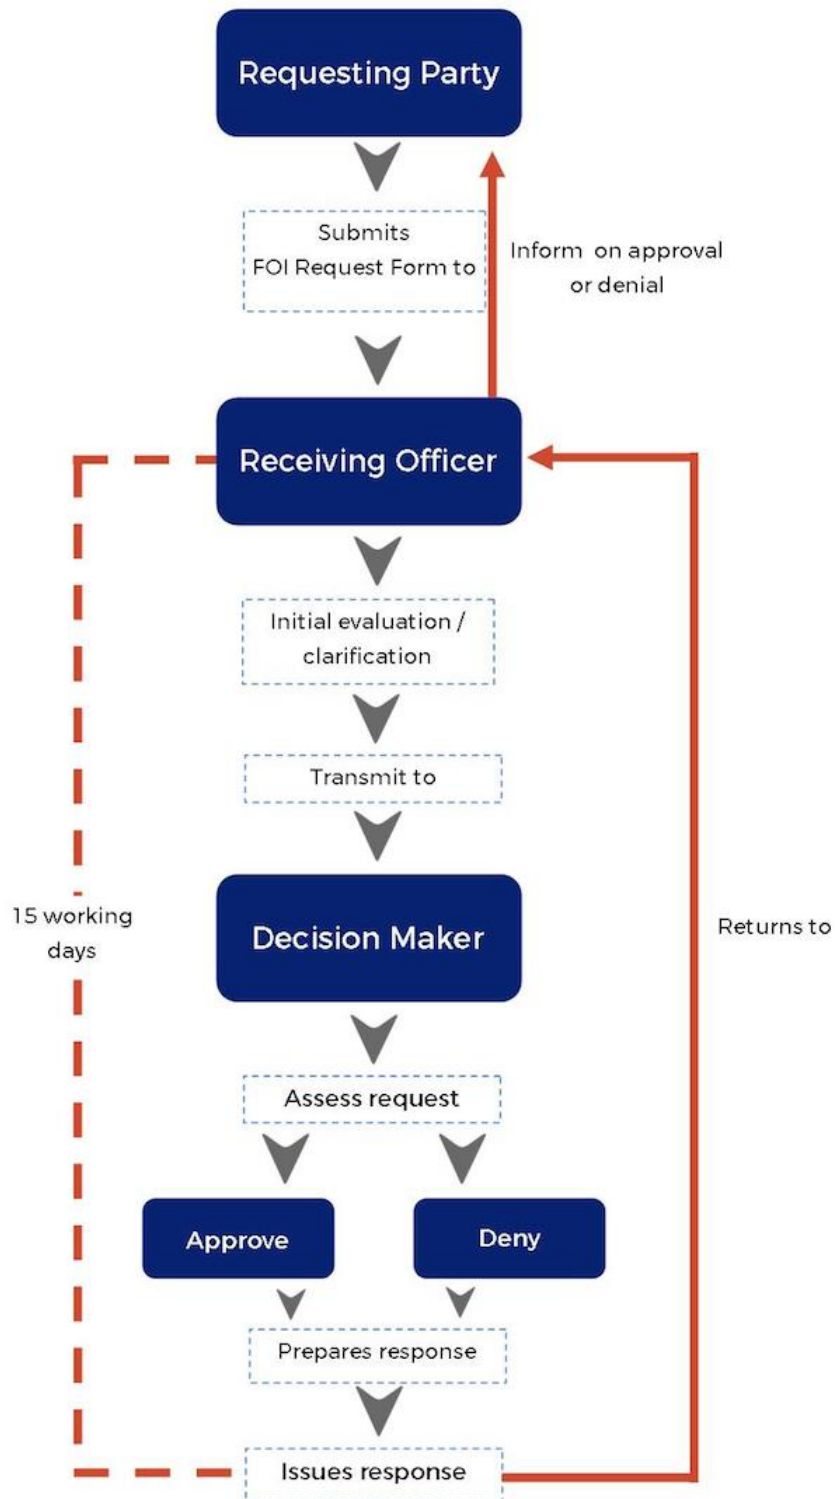 Requesting Party
Submits
FOI Request Form to
Inform on approval
or denial
Receiving Officer
Initial evaluation /
clarification
Transmit to
15 working
days
Decision Maker
Returns to
Assess request
Approve
Deny
Prepares response
Issues response